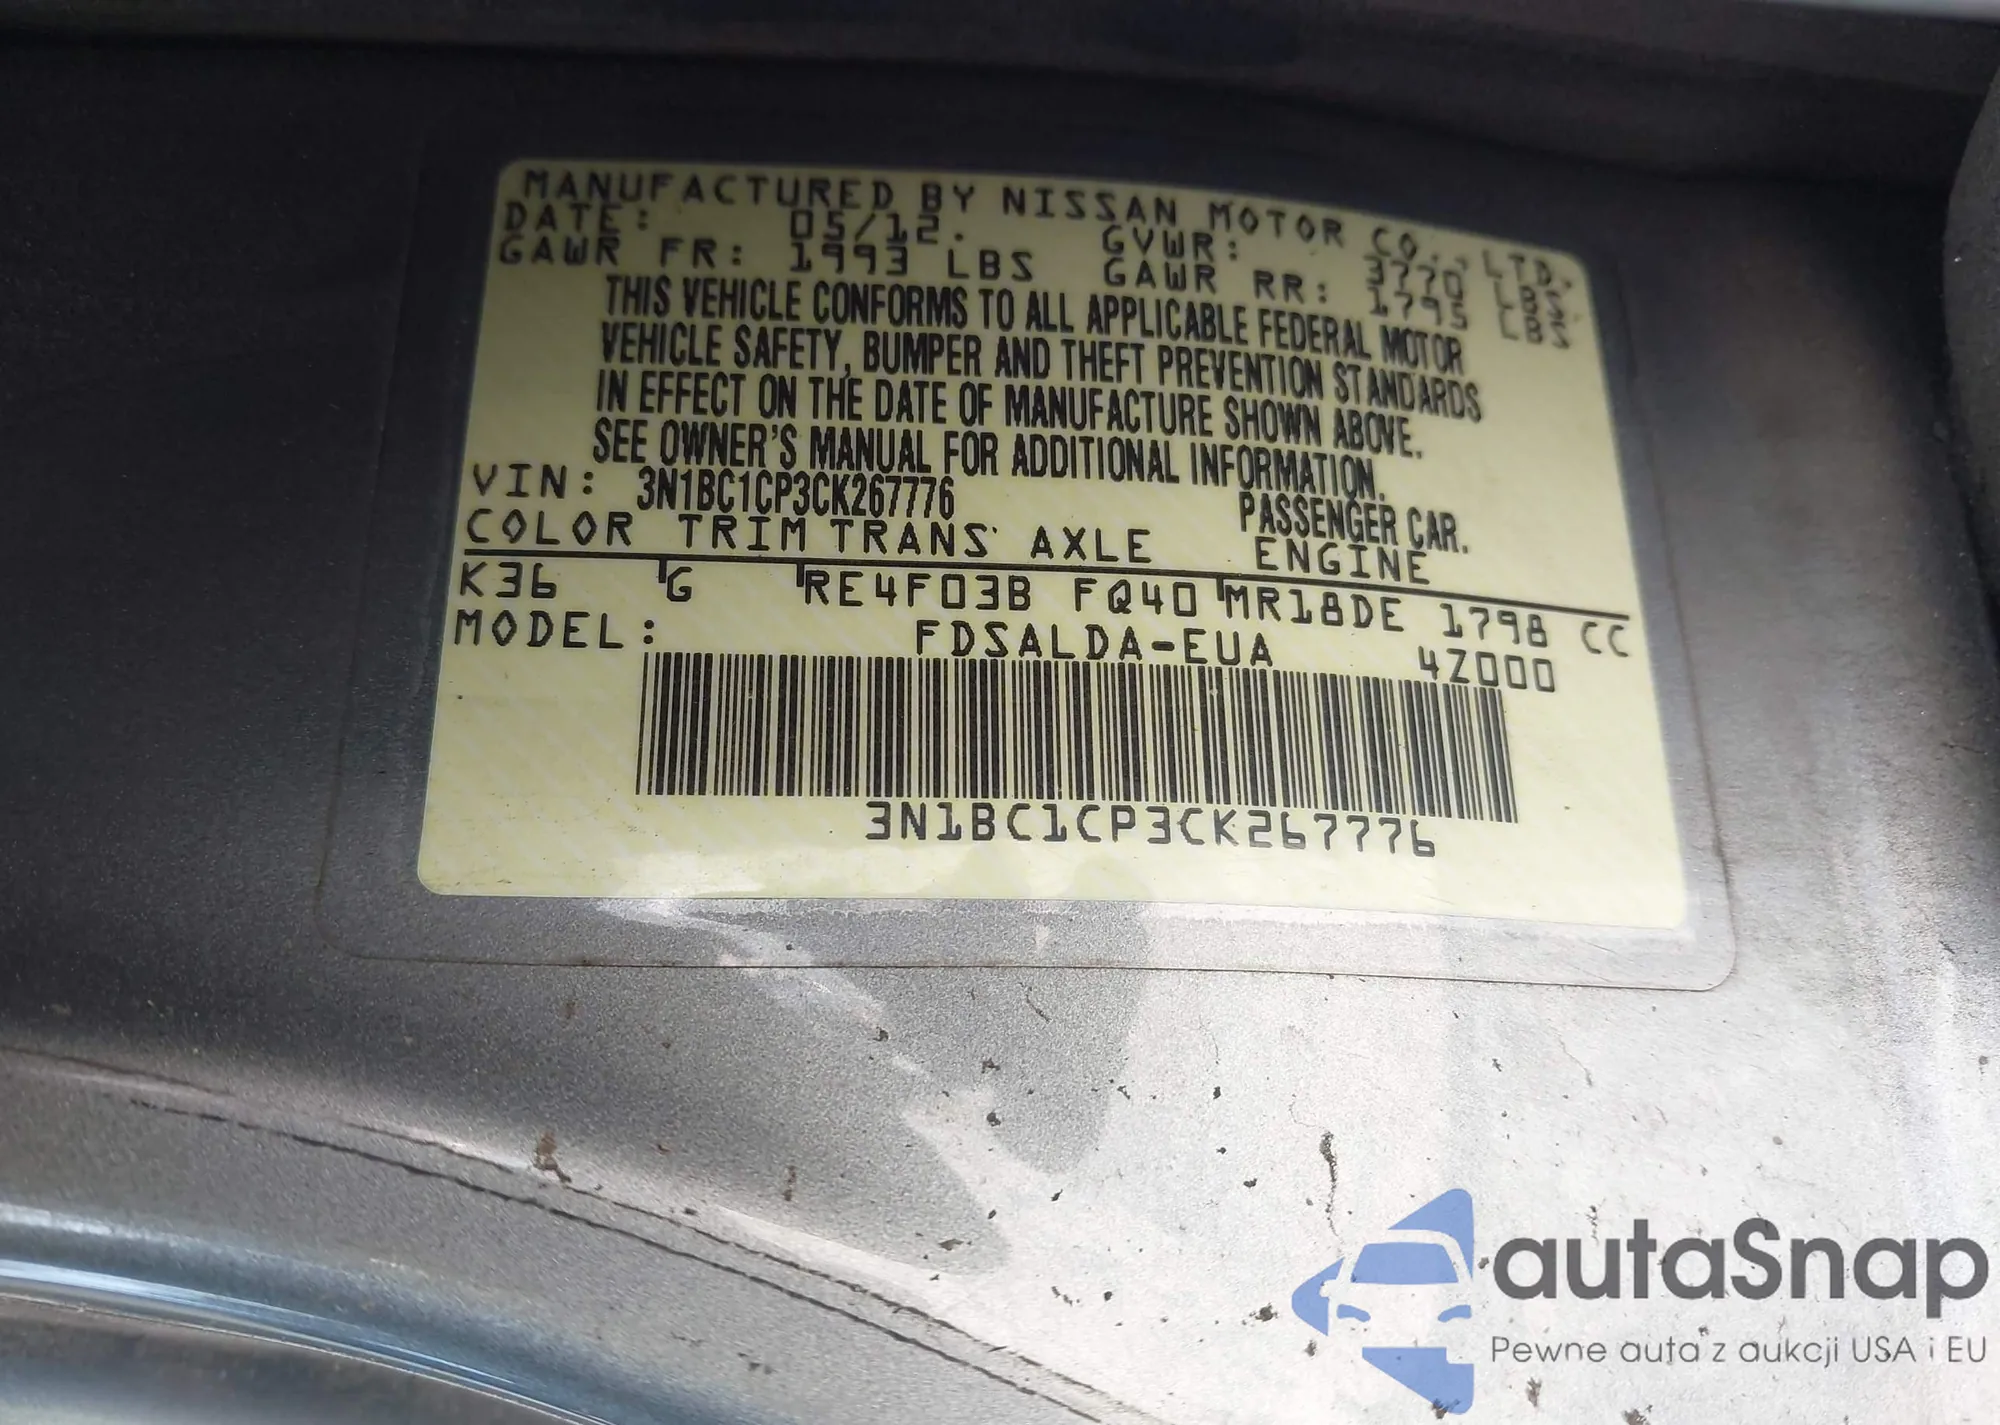 MANUFACTURED BY NISSAN MOTOR CO., LTD.
DATE: 05/12. GVWR: 3770 LBS
GAWR FR: 1993 LBS GAWR RR: 1795 LBS
THIS VEHICLE CONFORMS TO ALL APPLICABLE FEDERAL MOTOR
VEHICLE SAFETY, BUMPER AND THEFT PREVENTION STANDARDS
IN EFFECT ON THE DATE OF MANUFACTURE SHOWN ABOVE.
SEE OWNER'S MANUAL FOR ADDITIONAL INFORMATION.
VIN: 3N1BC1CP3CK267776 PASSENGER CAR.
COLOR TRIM TRANS AXLE ENGINE
K36 G RE4F03B FQ40 MR18DE 1798 CC
MODEL: FDSALDA-EUA 4Z000
3N1BC1CP3CK267776
autaSnap
Pewne auta z aukcji USA i EU